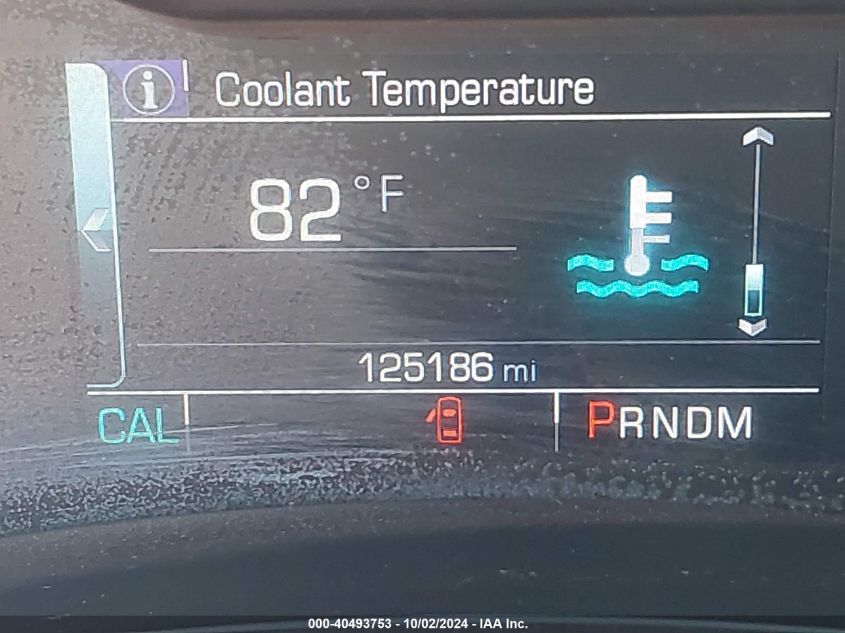 i Coolant Temperature
82 °F
125186 mi
CAL PRNDM
000-40493753 - 10/02/2024 - IAA Inc.